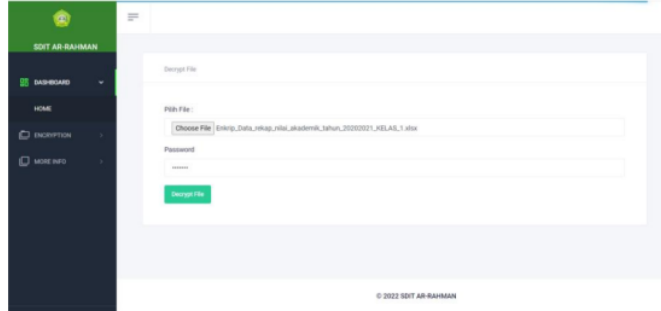 SDIT AR-RAHMAN
DASHBOARD
HOME
ENCRYPTION
MORE INFO
Decrypt File
Pilih File :
Choose File Enkrip_Data_rekap_nilai_akademik_tahun_20202021_KELAS_1.xlsx
Password
Decrypt File
© 2022 SDIT AR-RAHMAN